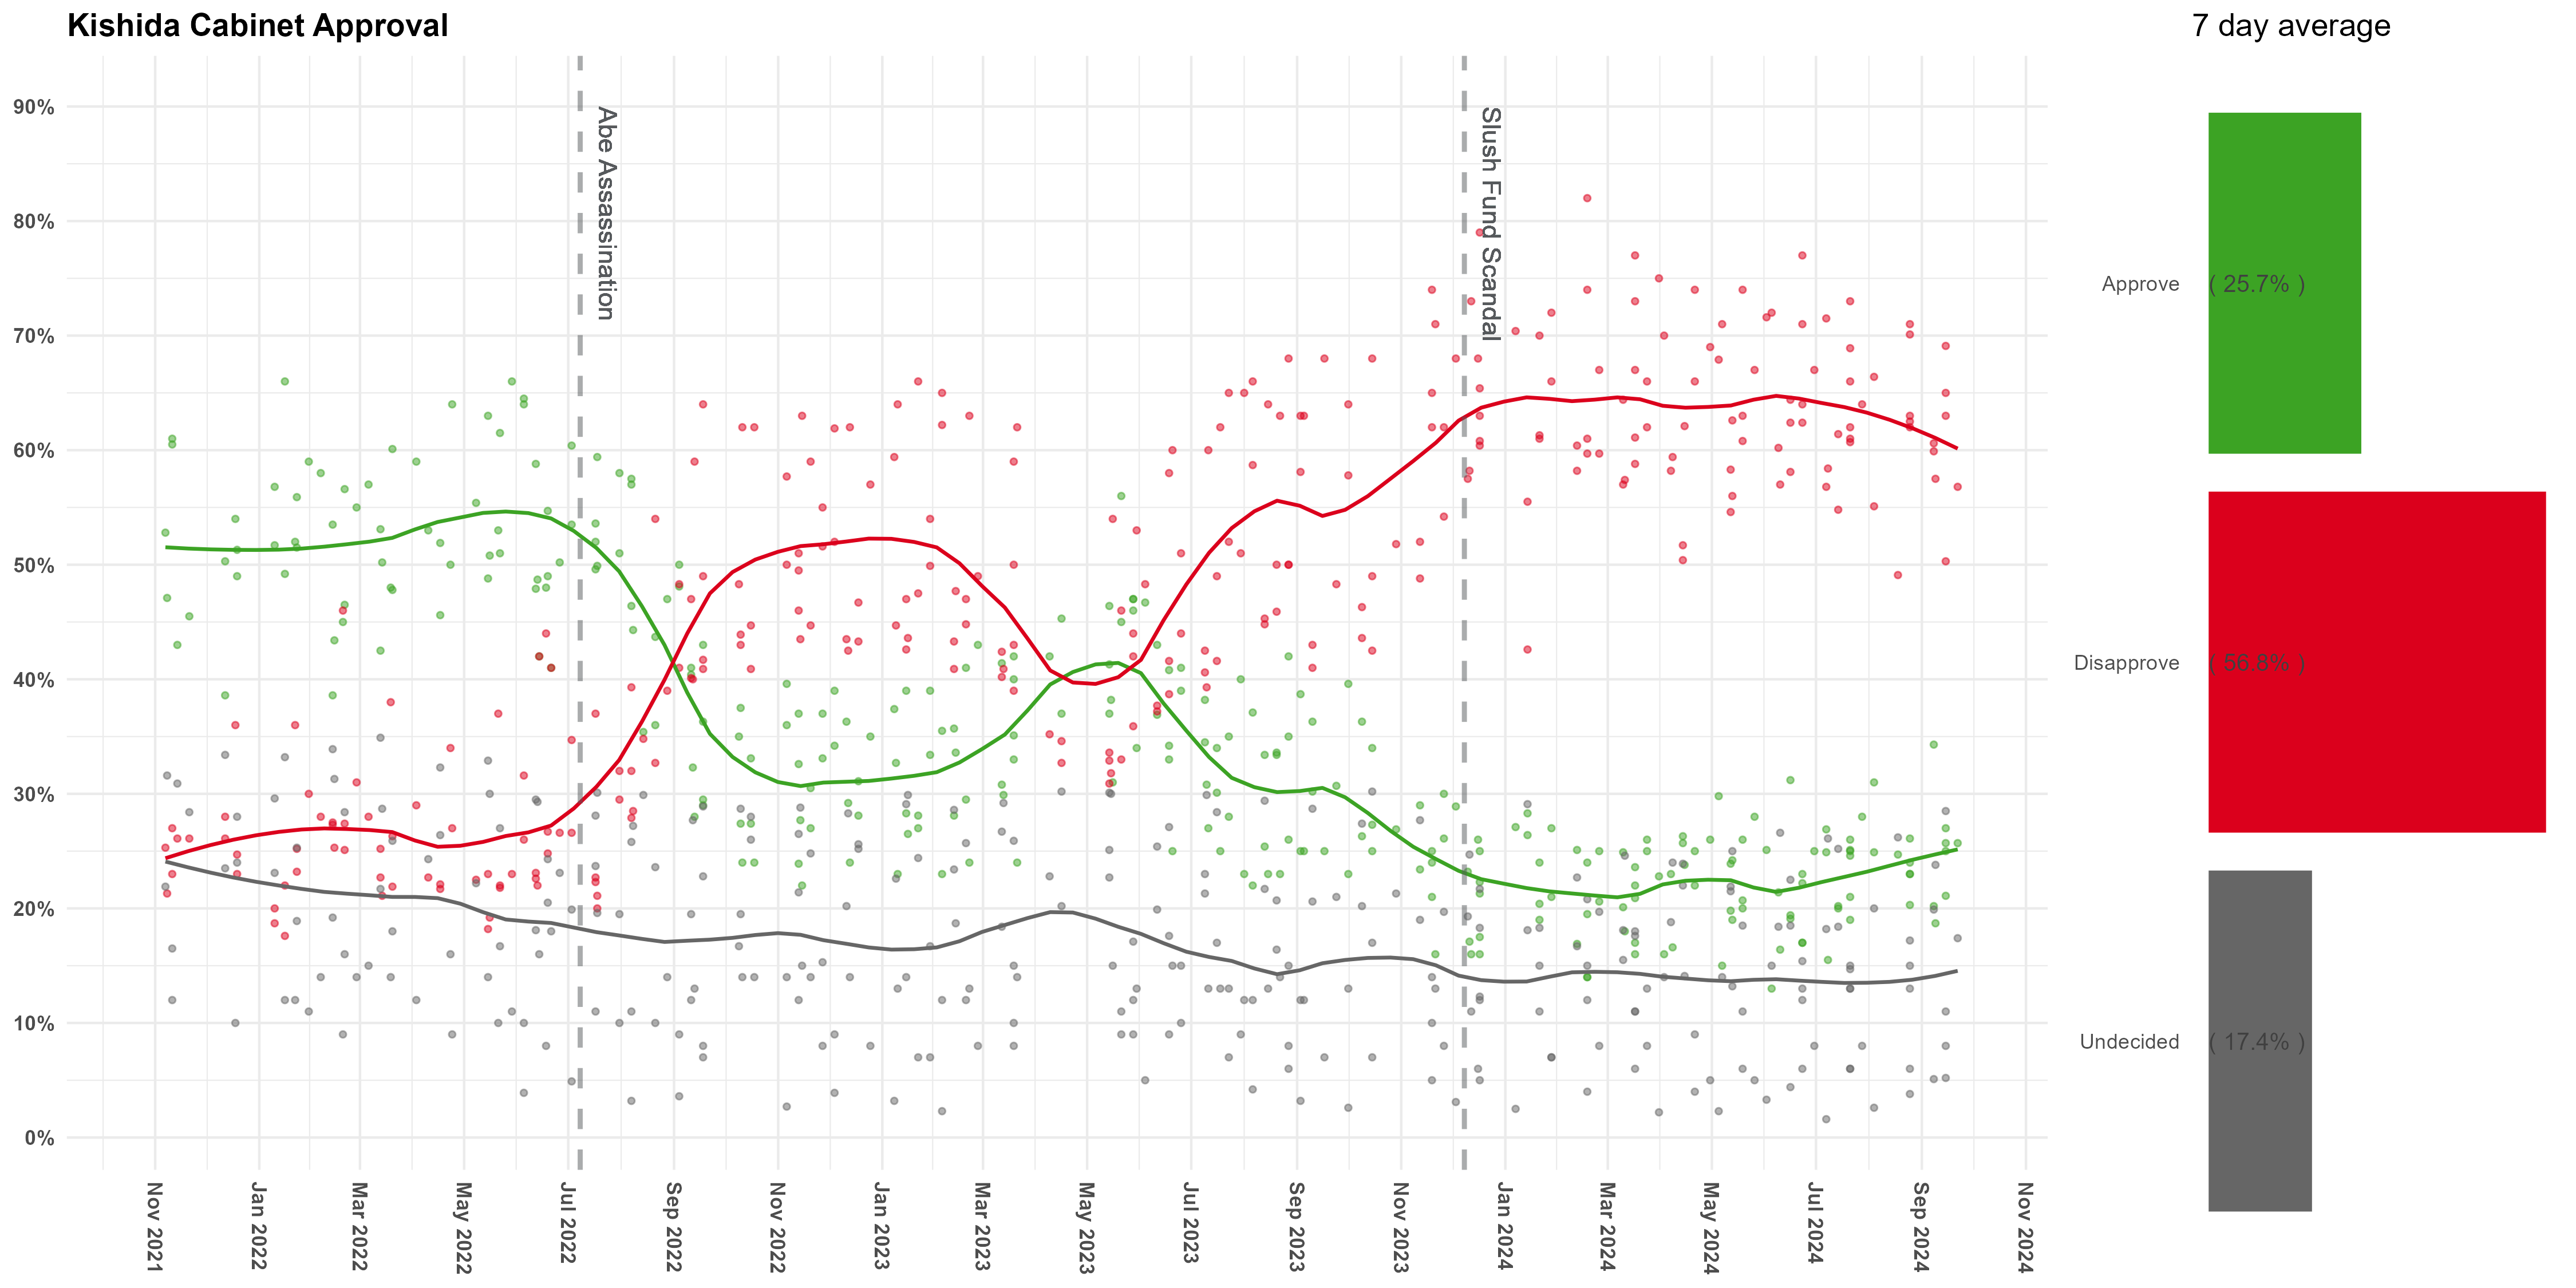 Kishida Cabinet Approval
7 day average
90%
80%
70%
60%
50%
40%
30%
20%
10%
0%
Abe Assassination
Slush Fund Scandal
Nov 2021
Jan 2022
Mar 2022
May 2022
Jul 2022
Sep 2022
Nov 2022
Jan 2023
Mar 2023
May 2023
Jul 2023
Sep 2023
Nov 2023
Jan 2024
Mar 2024
May 2024
Jul 2024
Sep 2024
Nov 2024
Approve ( 25.7% )
Disapprove ( 56.8% )
Undecided ( 17.4% )